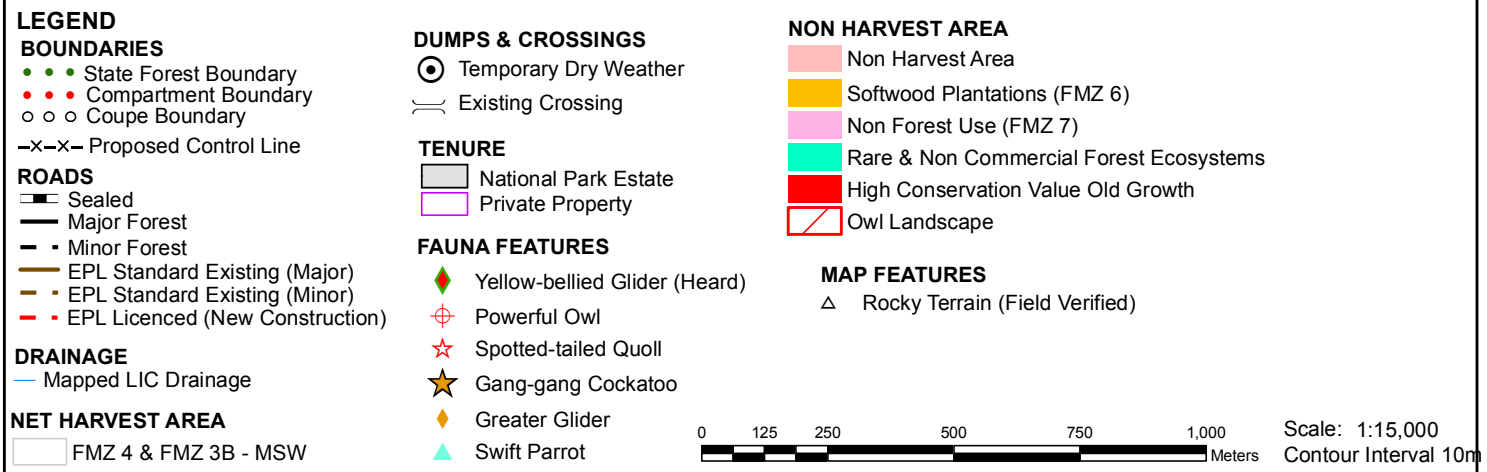 LEGEND
BOUNDARIES
State Forest Boundary
Compartment Boundary
Coupe Boundary
Proposed Control Line
ROADS
Sealed
Major Forest
Minor Forest
EPL Standard Existing (Major)
EPL Standard Existing (Minor)
EPL Licenced (New Construction)
DRAINAGE
Mapped LIC Drainage
NET HARVEST AREA
FMZ 4 & FMZ 3B - MSW
DUMPS & CROSSINGS
Temporary Dry Weather
Existing Crossing
TENURE
National Park Estate
Private Property
FAUNA FEATURES
Yellow-bellied Glider (Heard)
Powerful Owl
Spotted-tailed Quoll
Gang-gang Cockatoo
Greater Glider
Swift Parrot
NON HARVEST AREA
Non Harvest Area
Softwood Plantations (FMZ 6)
Non Forest Use (FMZ 7)
Rare & Non Commercial Forest Ecosystems
High Conservation Value Old Growth
Owl Landscape
MAP FEATURES
Rocky Terrain (Field Verified)
0 125 250 500 750 1,000
Meters
Scale: 1:15,000
Contour Interval 10m